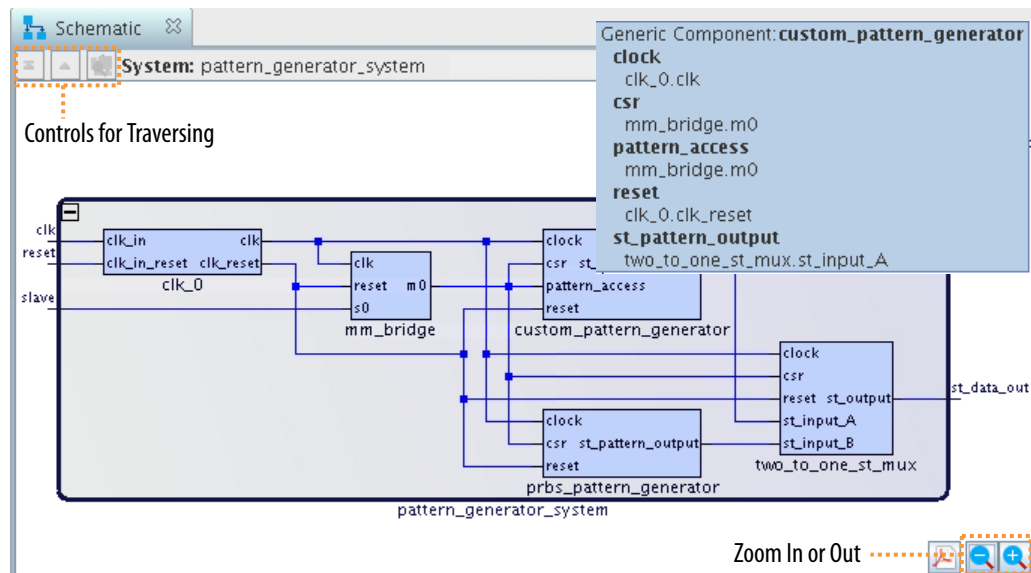 Schematic
System: pattern_generator_system
Controls for Traversing
Generic Component: custom_pattern_generator
clock
clk_0.clk
csr
mm_bridge.m0
pattern_access
mm_bridge.m0
reset
clk_0.clk_reset
st_pattern_output
two_to_one_st_mux.st_input_A
clk
reset
slave
clk_in clk
clk_in_reset clk_reset
clk_0
clk
reset m0
s0
mm_bridge
clock
csr
pattern_access
reset
custom_pattern_generator
clock
csr st_pattern_output
reset
prbs_pattern_generator
clock
csr
reset st_output
st_input_A
st_input_B
two_to_one_st_mux
st_data_out
pattern_generator_system
Zoom In or Out